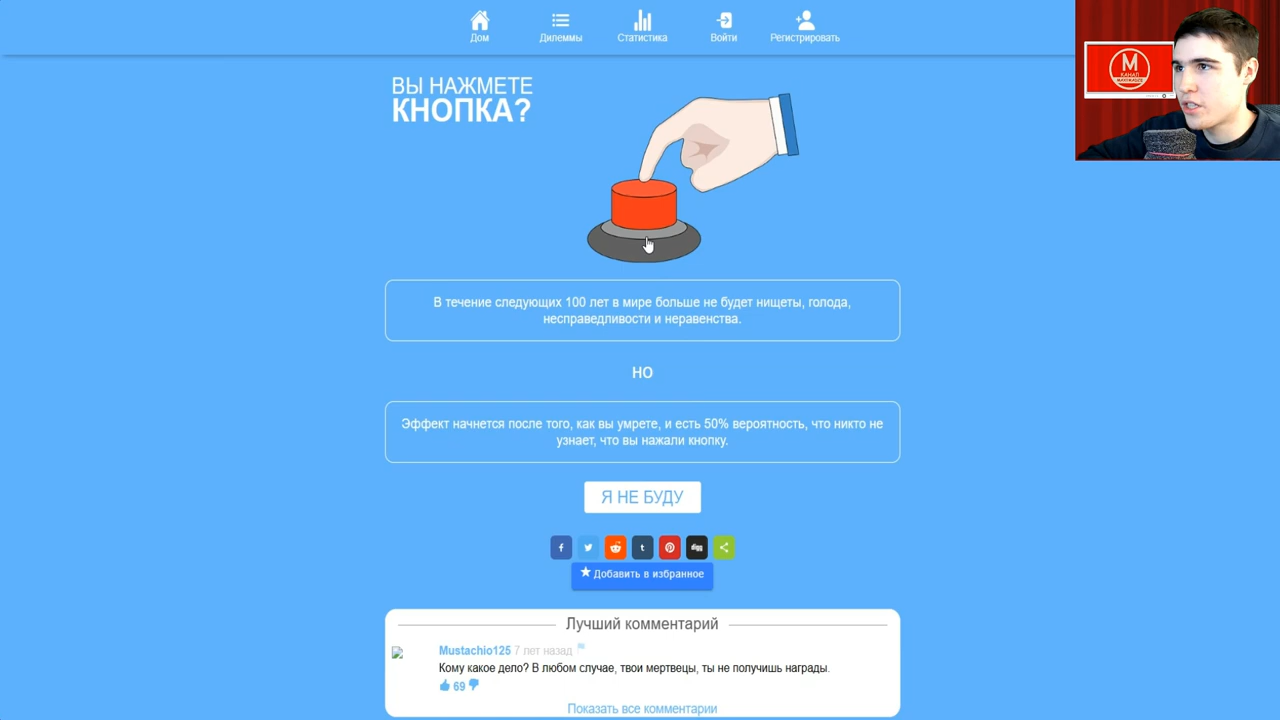 Дом
Дилеммы
Статистика
Войти
Регистрировать
ВЫ НАЖМЕТЕ
КНОПКА?
М
КАНАЛ
В течение следующих 100 лет в мире больше не будет нищеты, голода,
несправедливости и неравенства.
НО
Эффект начнется после того, как вы умрете, и есть 50% вероятность, что никто не
узнает, что вы нажали кнопку.
Я НЕ БУДУ
Добавить в избранное
Лучший комментарий
Mustachio125 7 лет назад
Кому какое дело? В любом случае, твои мертвецы, ты не получишь награды.
69
Показать все комментарии